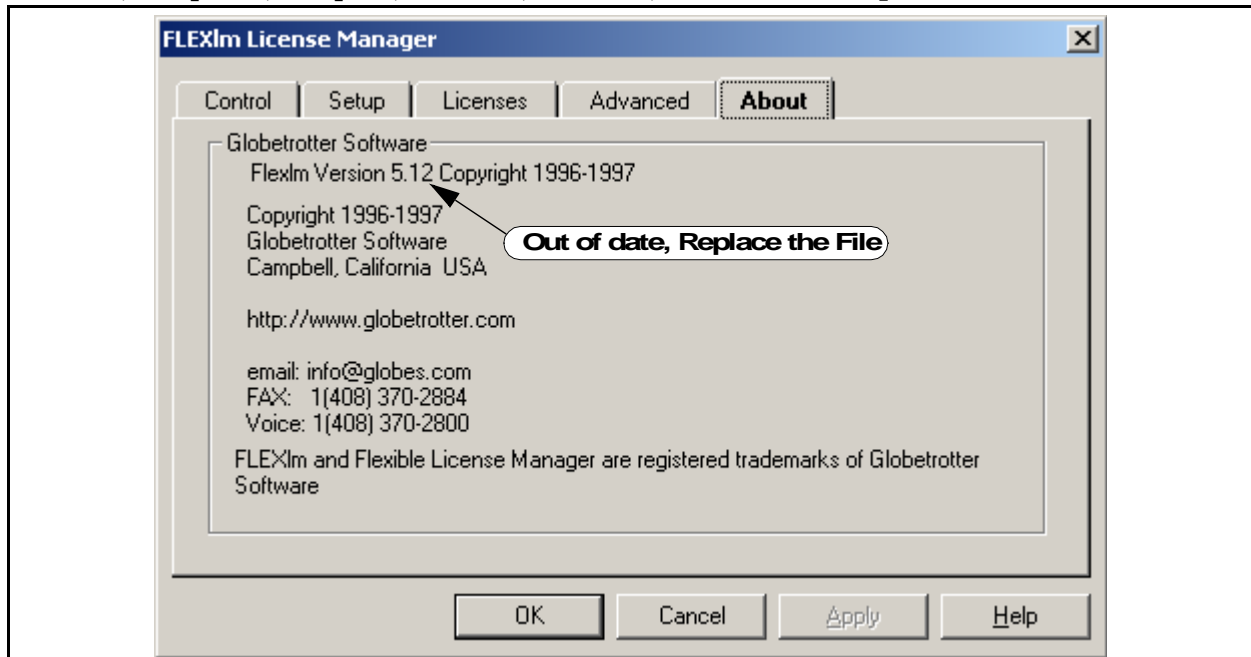 FLEXlm License Manager
Control Setup Licenses Advanced About
Globetrotter Software
Flexlm Version 5.12 Copyright 1996-1997
Copyright 1996-1997
Globetrotter Software
Out of date, Replace the File
Campbell, California USA
http://www.globetrotter.com
email: info@globes.com
FAX: 1(408) 370-2884
Voice: 1(408) 370-2800
FLEXlm and Flexible License Manager are registered trademarks of Globetrotter
Software
OK Cancel Apply Help